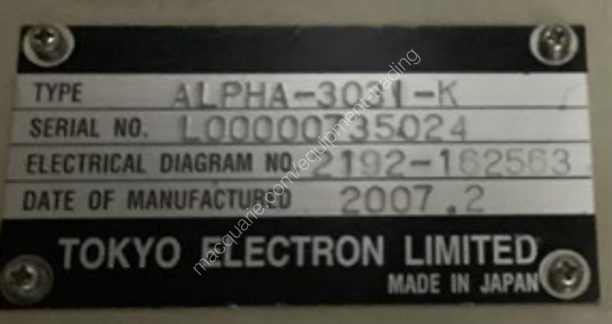 TYPE ALPHA-303i-K
SERIAL NO. L00000735024
ELECTRICAL DIAGRAM NO. 2192-162563
DATE OF MANUFACTURED 2007.2
TOKYO ELECTRON LIMITED
MADE IN JAPAN
macquarie.com/equipment-trading